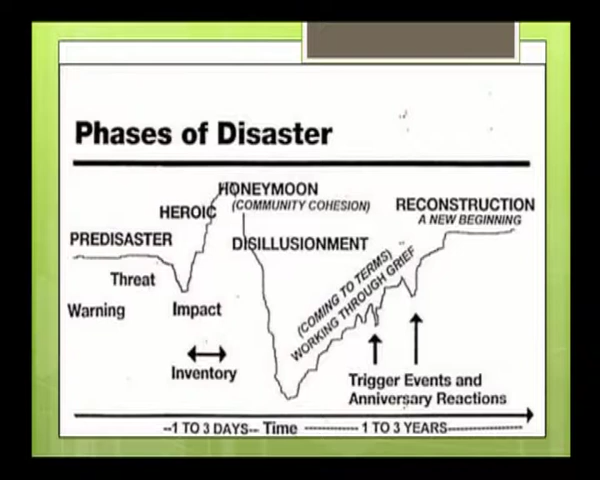 Phases of Disaster
HONEYMOON
(COMMUNITY COHESION)
HEROIC
RECONSTRUCTION
A NEW BEGINNING
PREDISASTER
DISILLUSIONMENT
Threat
(COMING TO TERMS)
WORKING THROUGH GRIEF
Warning
Impact
Inventory
Trigger Events and
Anniversary Reactions
--1 TO 3 DAYS-- Time ------------ 1 TO 3 YEARS----------------